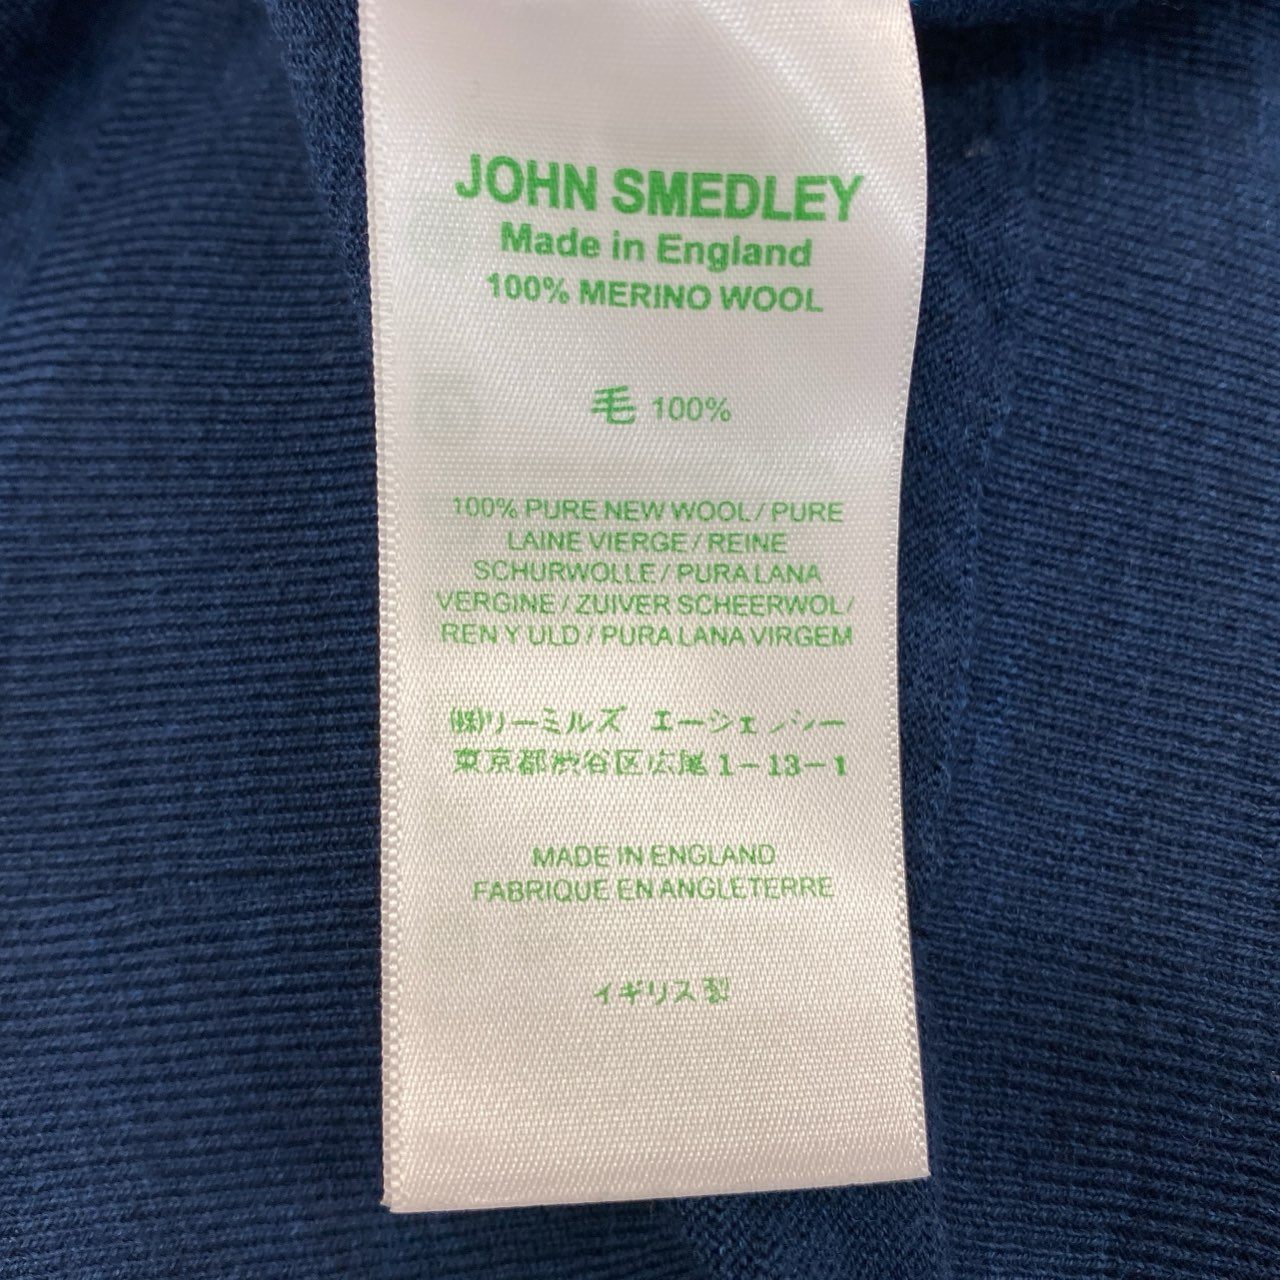 JOHN SMEDLEY
Made in England
100% MERINO WOOL
毛 100%
100% PURE NEW WOOL / PURE
LAINE VIERGE / REINE
SCHURWOLLE / PURA LANA
VERGINE / ZUIVER SCHEERWOL /
REN Y ULD / PURA LANA VIRGEM
㈱リーミルズ エージェンシー
東京都渋谷区広尾1-13-1
MADE IN ENGLAND
FABRIQUE EN ANGLETERRE
イギリス製